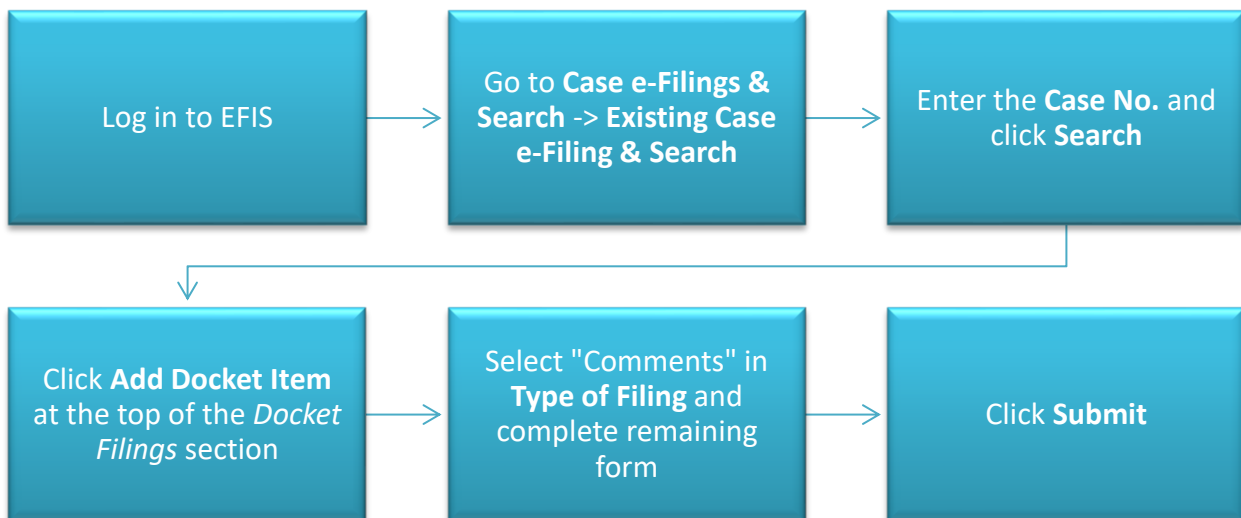 Log in to EFIS
Go to Case e-Filings &
Search -> Existing Case
e-Filing & Search
Enter the Case No. and
click Search
Click Add Docket Item
at the top of the Docket
Filings section
Select "Comments" in
Type of Filing and
complete remaining
form
Click Submit